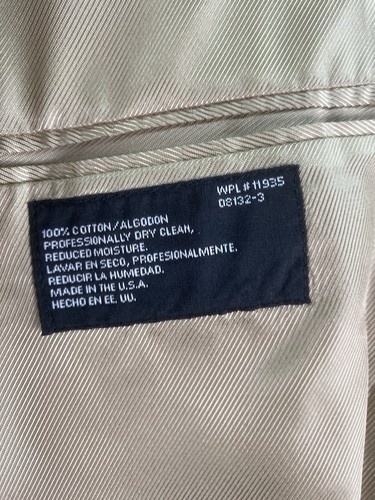 WPL # 11935
08132-3
100% COTTON/ALGODON
PROFESSIONALLY DRY CLEAN,
REDUCED MOISTURE.
LAVAR EN SECO, PROFESIONALMENTE.
REDUCIR LA HUMEDAD.
MADE IN THE U.S.A.
HECHO EN EE. UU.